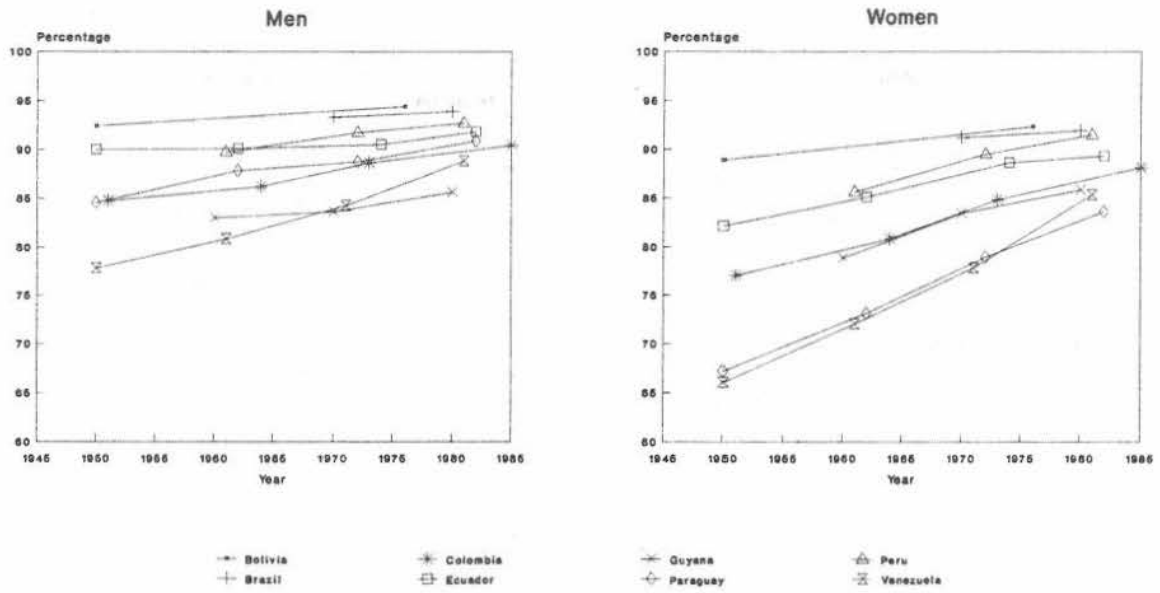 Men
Percentage
100
95
90
85
80
75
70
65
60
1945 1950 1955 1960 1965 1970 1975 1980 1985
Year
Women
Percentage
100
95
90
85
80
75
70
65
60
1945 1950 1955 1960 1965 1970 1975 1980 1985
Year
Bolivia Colombia Guyana Peru
Brazil Ecuador Paraguay Venezuela